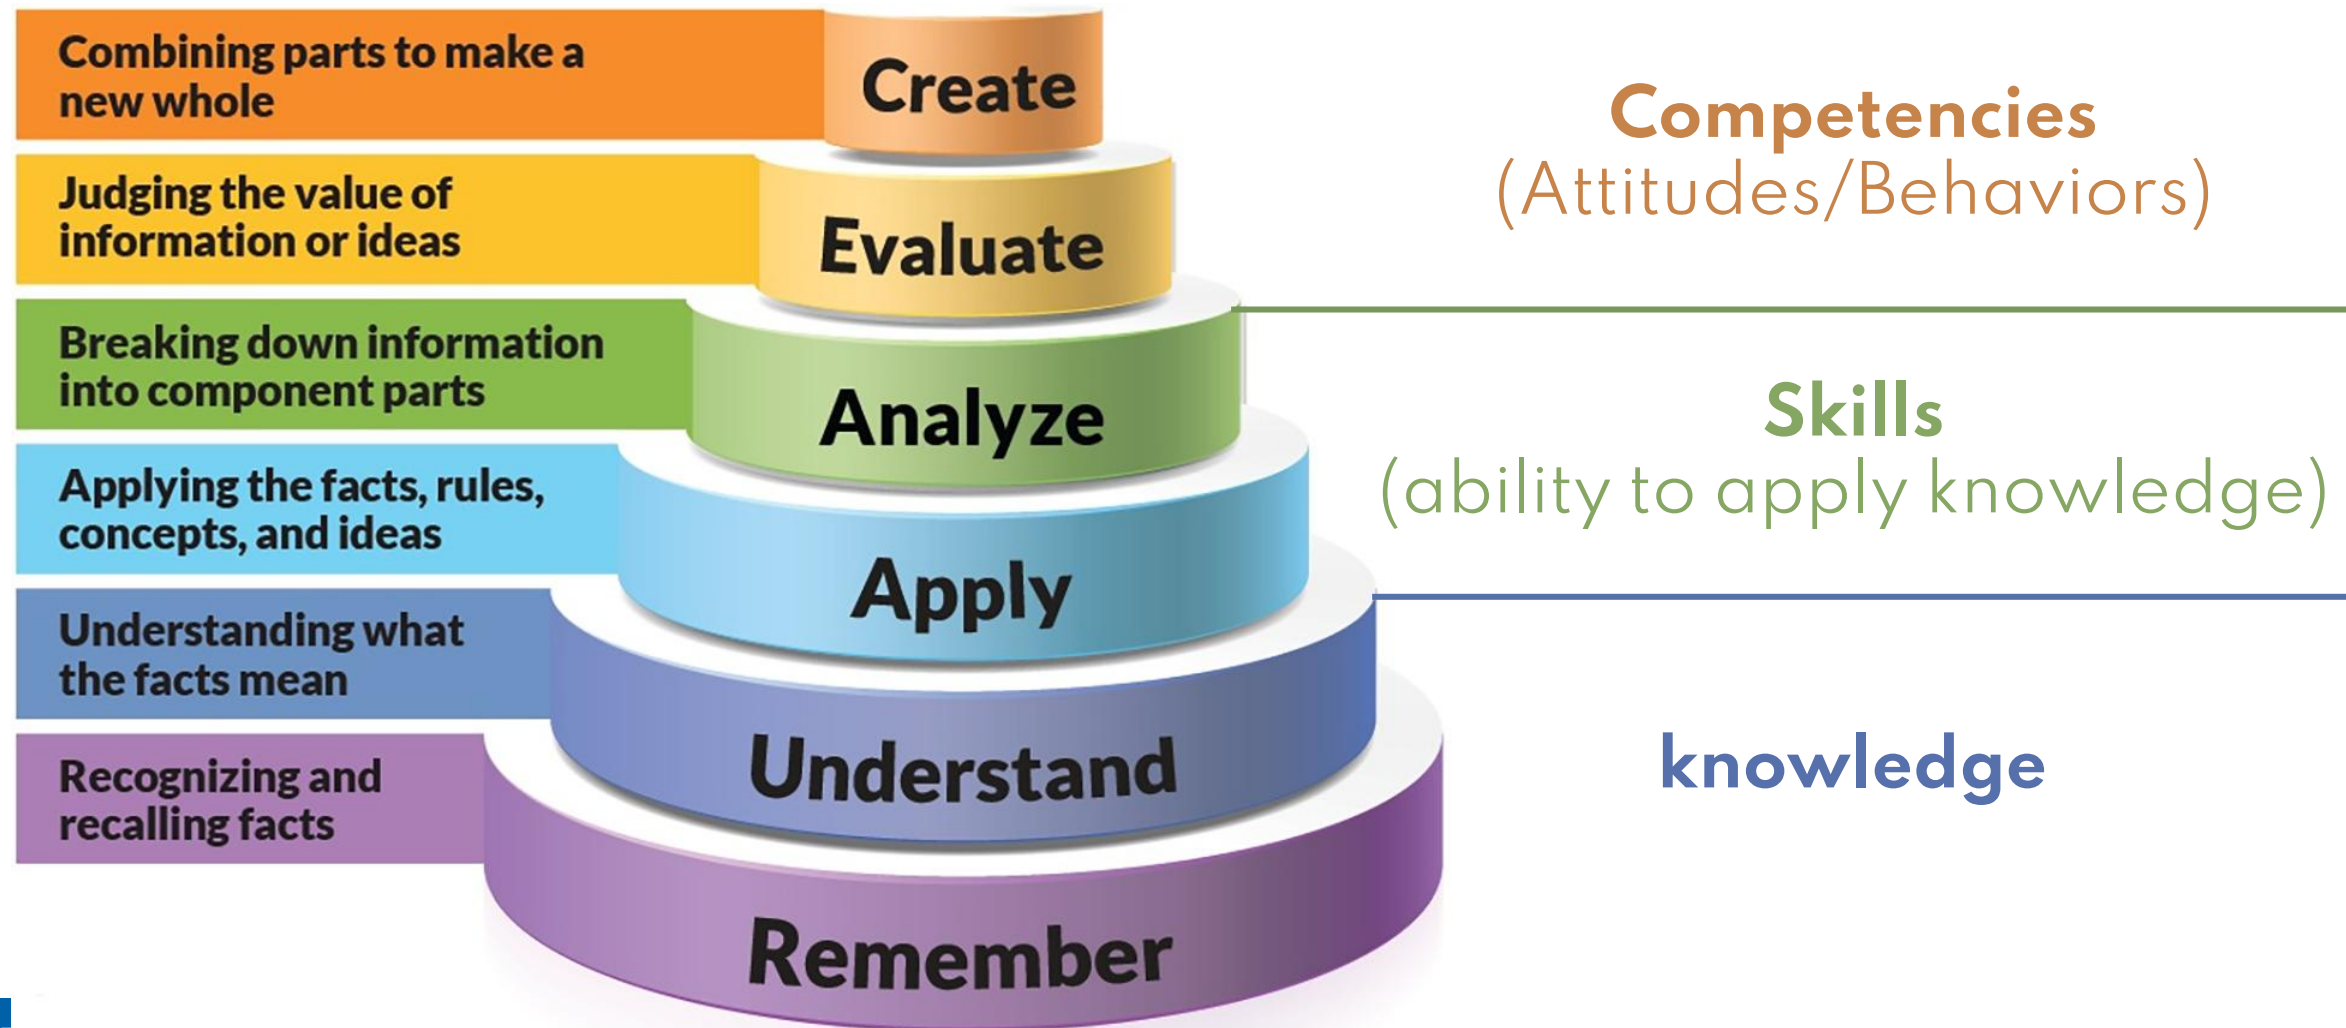 Combining parts to make a
new whole
Create
Judging the value of
information or ideas
Evaluate
Breaking down information
into component parts
Analyze
Applying the facts, rules,
concepts, and ideas
Apply
Understanding what
the facts mean
Understand
Recognizing and
recalling facts
Remember
Competencies
(Attitudes/Behaviors)
Skills
(ability to apply knowledge)
knowledge